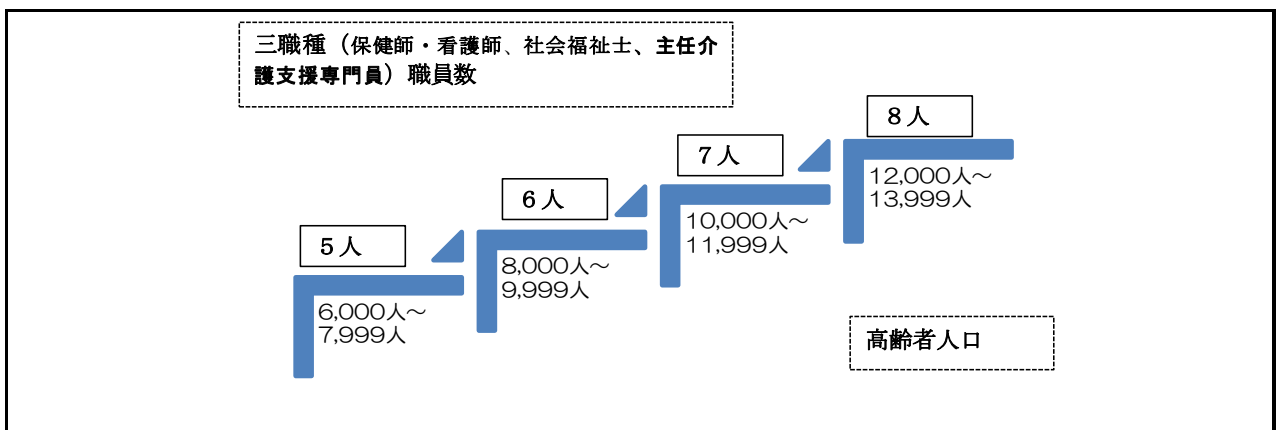 三職種（保健師・看護師、社会福祉士、主任介
護支援専門員）職員数
８人
12,000人～
13,999人
７人
10,000人～
11,999人
６人
8,000人～
9,999人
５人
6,000人～
7,999人
高齢者人口